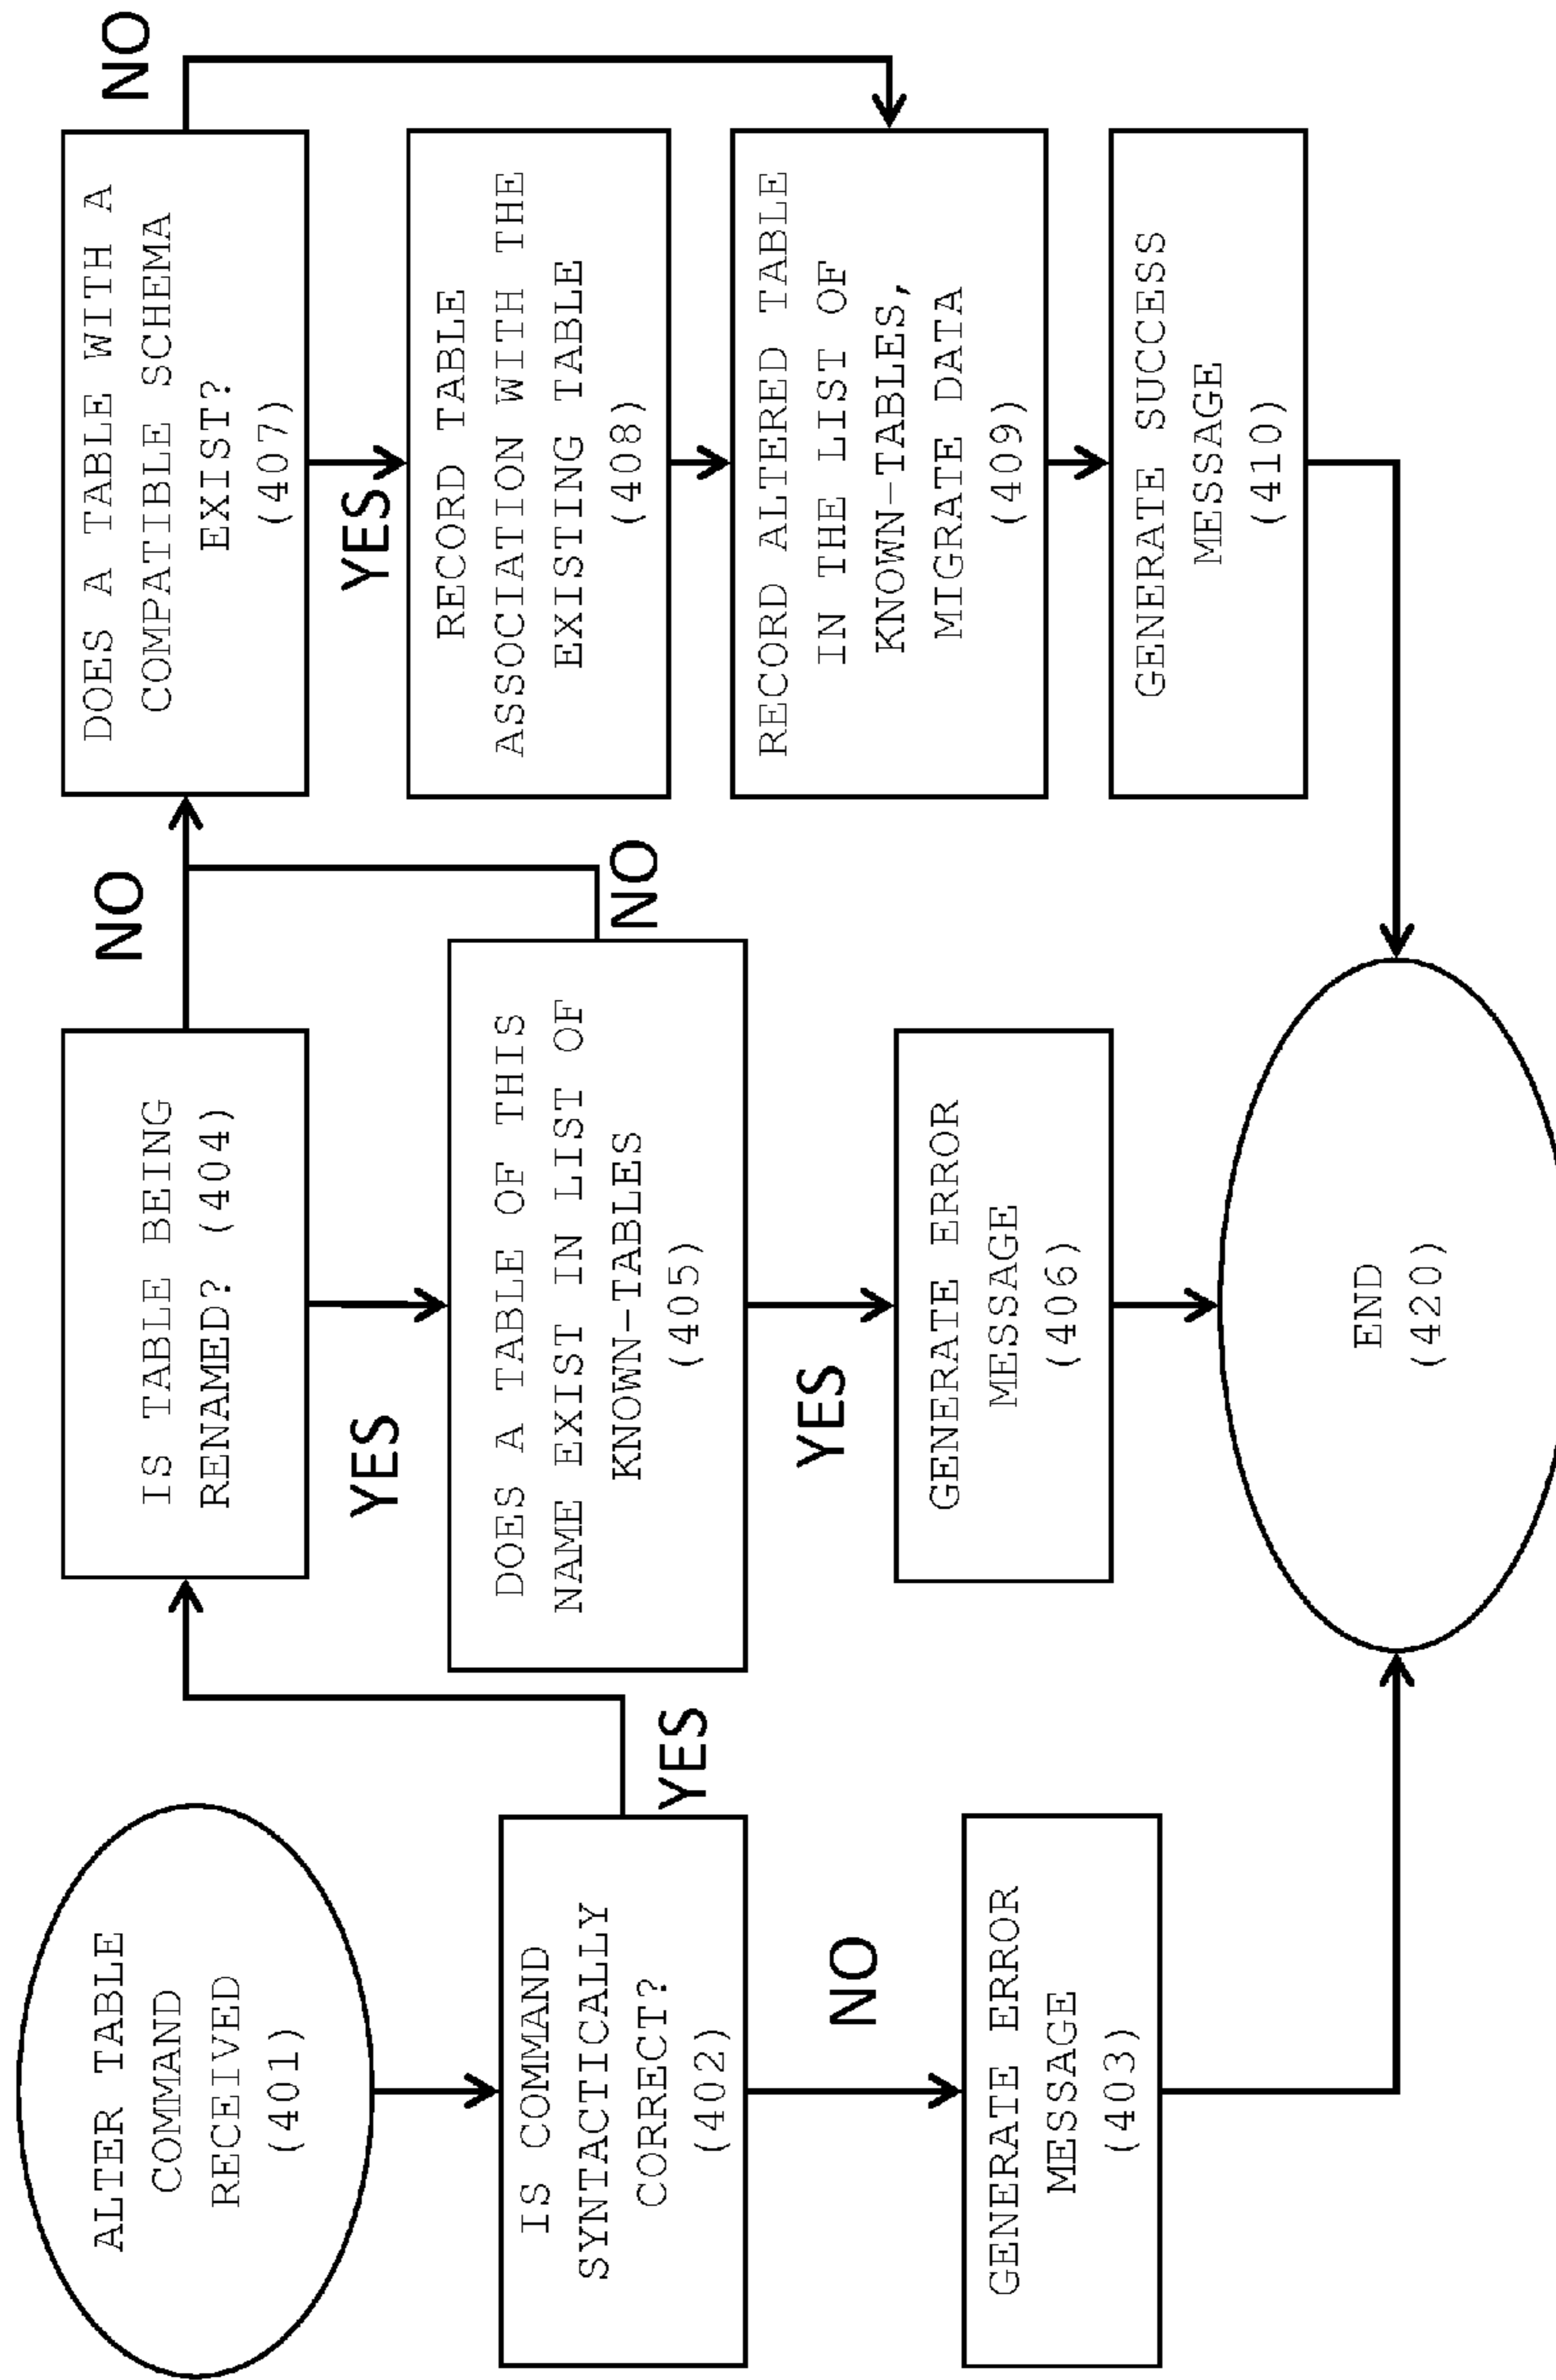 ALTER TABLE
COMMAND
RECEIVED
(401)
IS COMMAND
SYNTACTICALLY
CORRECT?
(402)
YES
NO
GENERATE ERROR
MESSAGE
(403)
IS TABLE BEING
RENAMED? (404)
NO
YES
DOES A TABLE OF THIS
NAME EXIST IN LIST OF
KNOWN-TABLES
(405)
NO
YES
GENERATE ERROR
MESSAGE
(406)
END
(420)
DOES A TABLE WITH A
COMPATIBLE SCHEMA
EXIST?
(407)
NO
YES
RECORD TABLE
ASSOCIATION WITH THE
EXISTING TABLE
(408)
RECORD ALTERED TABLE
IN THE LIST OF
KNOWN-TABLES,
MIGRATE DATA
(409)
GENERATE SUCCESS
MESSAGE
(410)